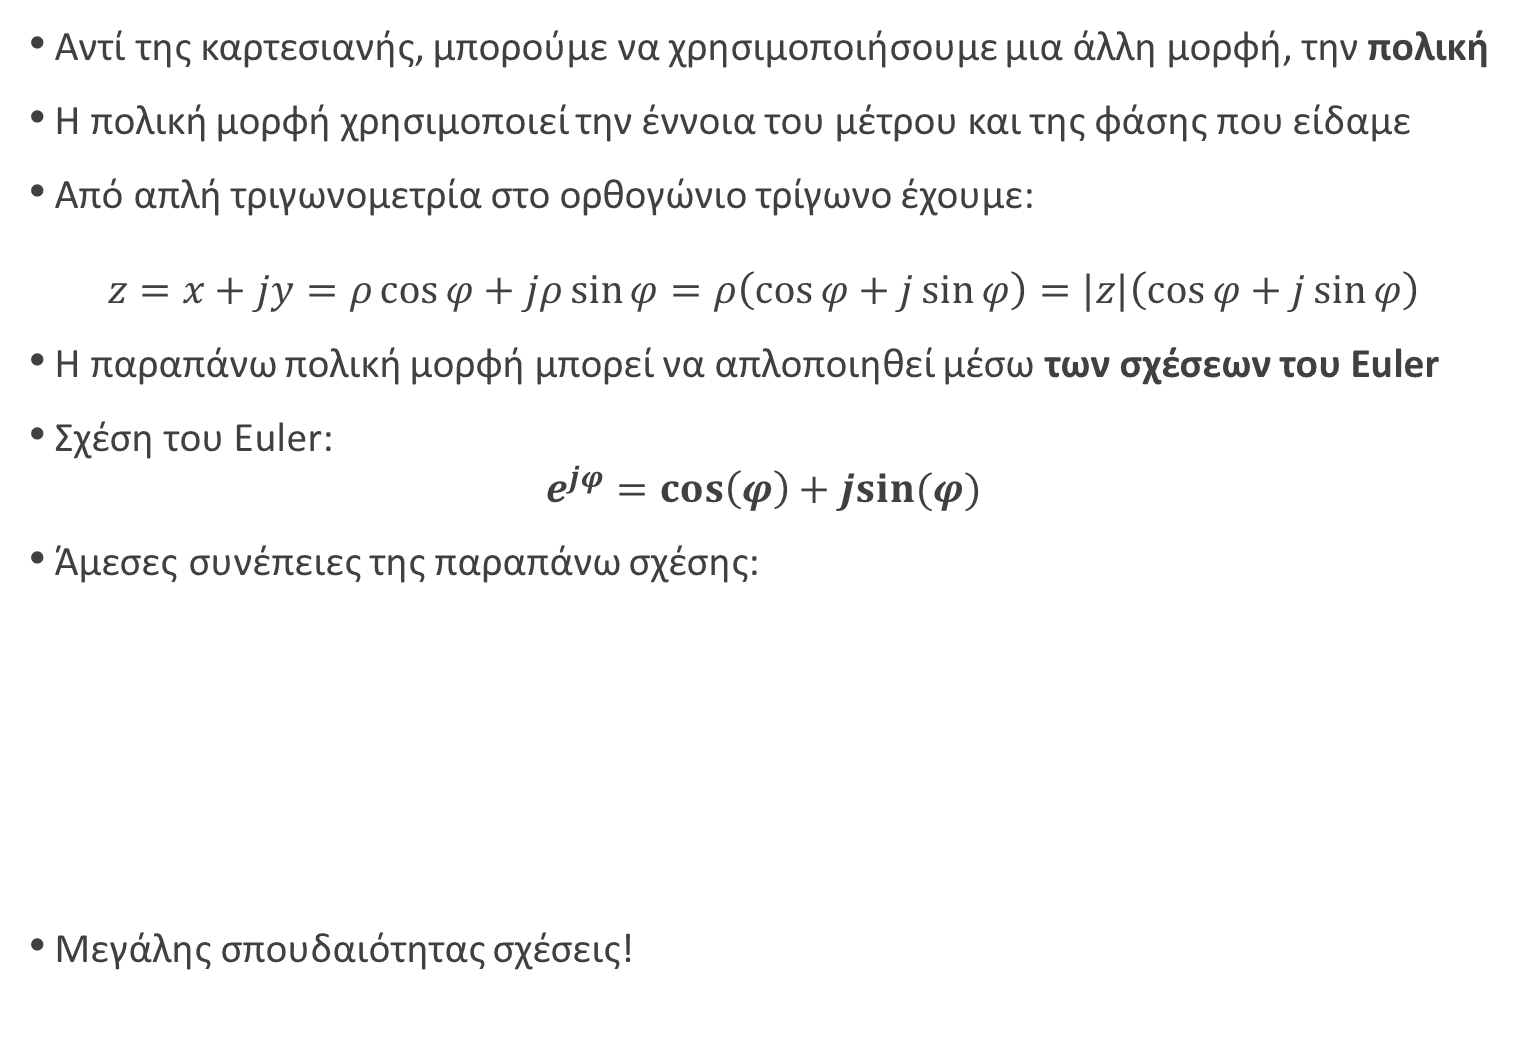 • Αντί της καρτεσιανής, μπορούμε να χρησιμοποιήσουμε μια άλλη μορφή, την πολική
• Η πολική μορφή χρησιμοποιεί την έννοια του μέτρου και της φάσης που είδαμε
• Από απλή τριγωνομετρία στο ορθογώνιο τρίγωνο έχουμε:
z = x + jy = ρ cos φ + jρ sin φ = ρ(cos φ + j sin φ) = |z|(cos φ + j sin φ)
• Η παραπάνω πολική μορφή μπορεί να απλοποιηθεί μέσω των σχέσεων του Euler
• Σχέση του Euler:
e^{jφ} = cos(φ) + jsin(φ)
• Άμεσες συνέπειες της παραπάνω σχέσης:
• Μεγάλης σπουδαιότητας σχέσεις!